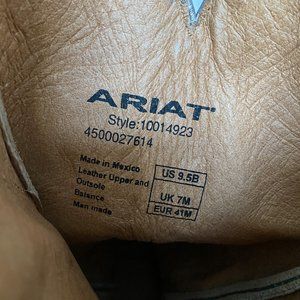 ARIAT
Style:10014923
4500027614
Made in Mexico
Leather Upper and
Outsole
Balance
Man made
US 9.5B
UK 7M
EUR 41M